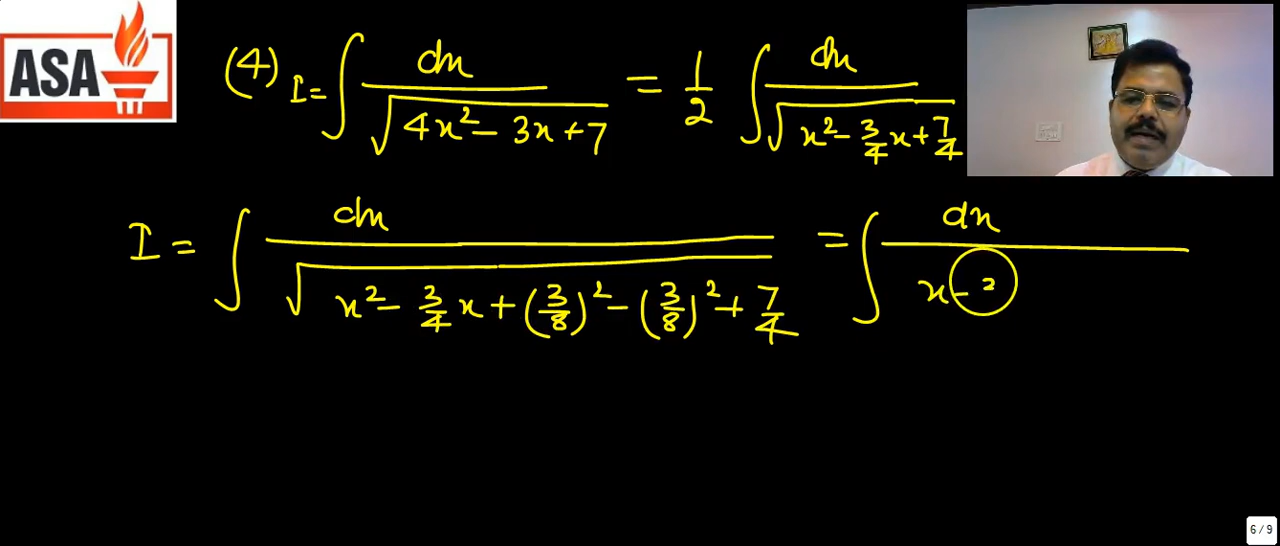 ASA
(4) I = ∫ dx / √(4x² − 3x + 7) = 1/2 ∫ dx / √(x² − 3/4 x + 7/4)
I = ∫ dx / √(x² − 3/4 x + (3/8)² − (3/8)² + 7/4) = ∫ dx / x −
6 / 9